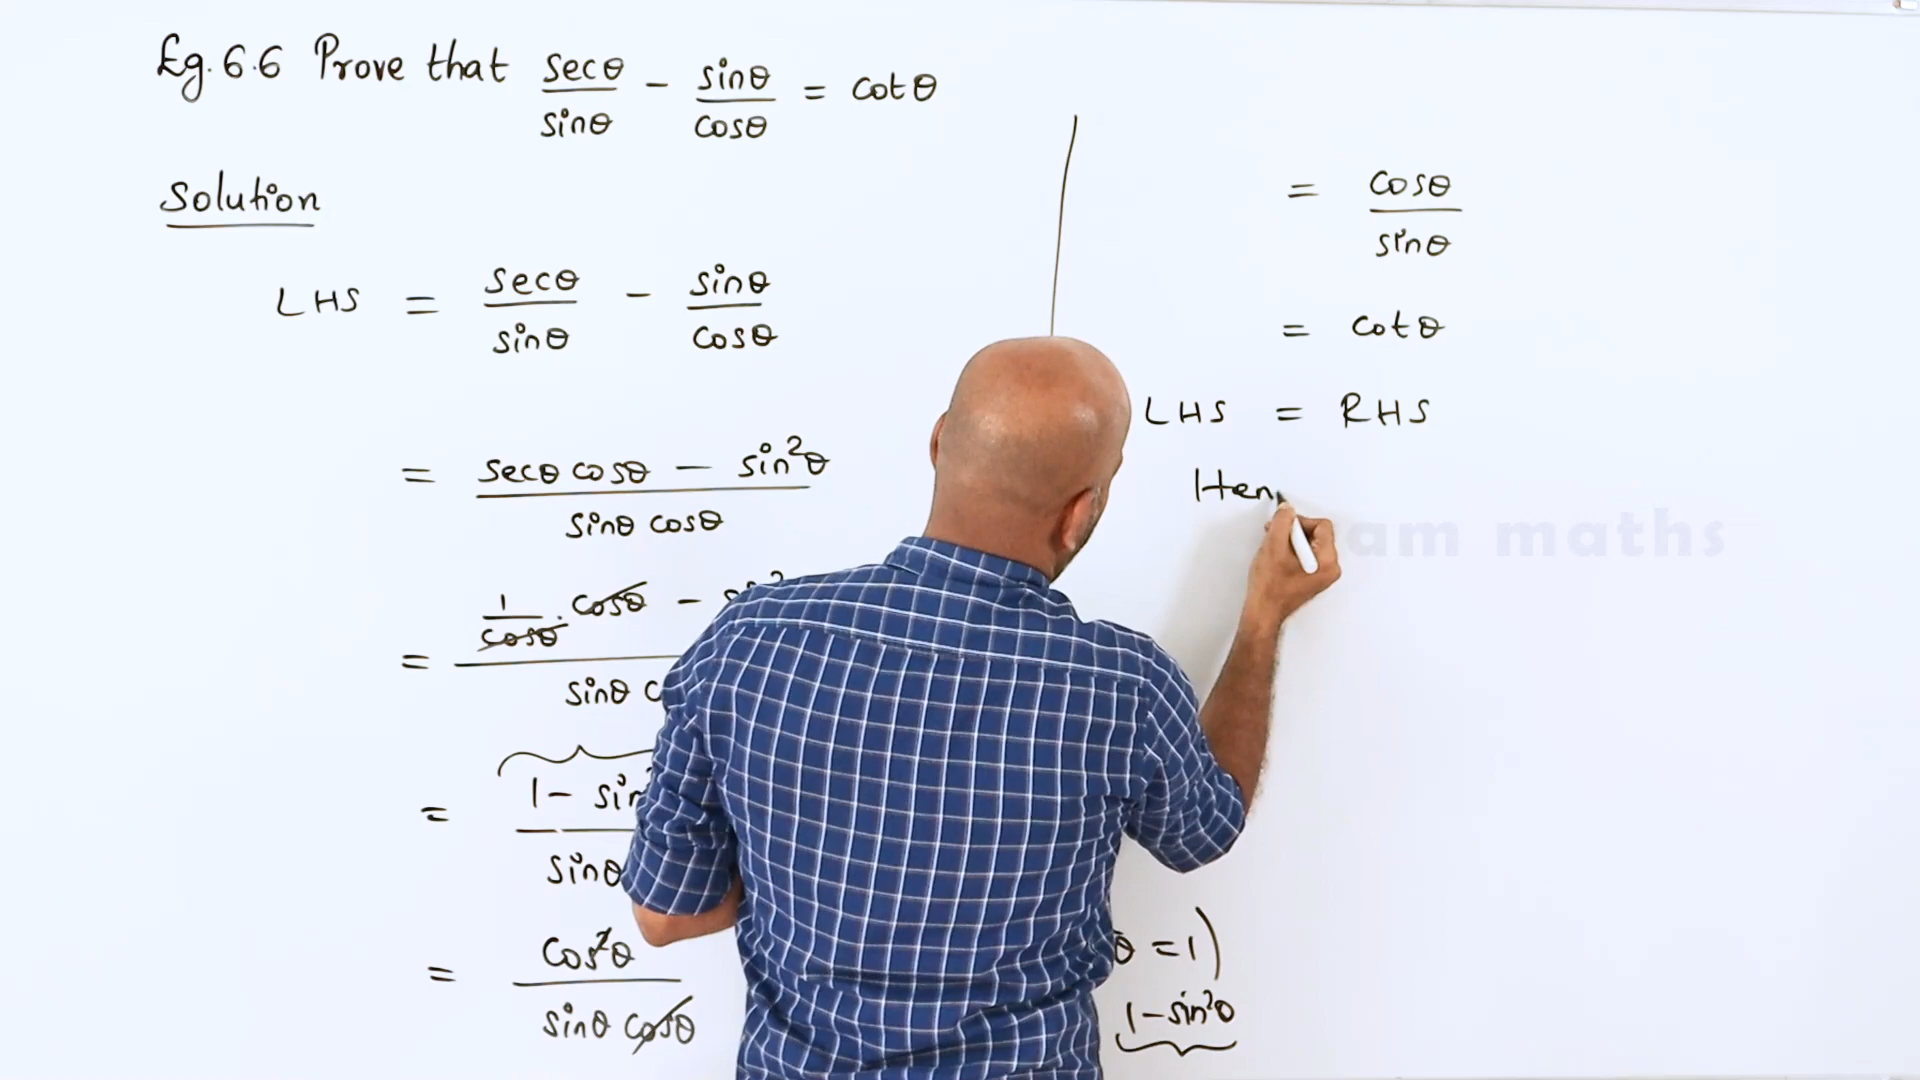 Eg. 6.6 Prove that secθ/sinθ − sinθ/cosθ = cotθ
Solution
LHS = secθ/sinθ − sinθ/cosθ
= secθ cosθ − sin²θ / sinθ cosθ
= 1/cosθ · cosθ − / sinθ
= 1 − / sinθ
= cos²θ / sinθ cosθ
θ = 1)
1 − sin²θ
= cosθ/sinθ
= cotθ
LHS = RHS
Hen
am maths